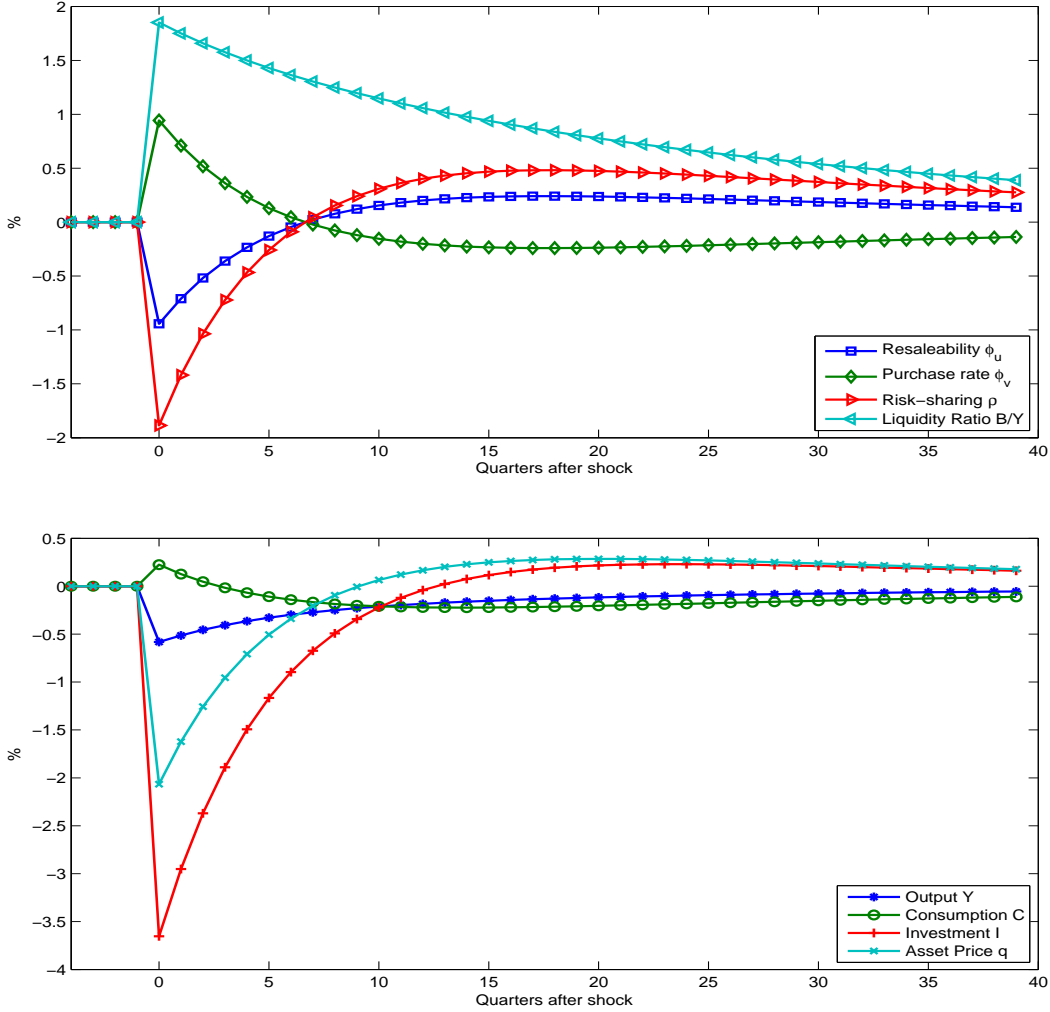 2
1.5
1
0.5
0
−0.5
−1
−1.5
−2
%
0 5 10 15 20 25 30 35 40
Quarters after shock
Resaleability ϕ_u
Purchase rate ϕ_v
Risk−sharing ρ
Liquidity Ratio B/Y
0.5
0
−0.5
−1
−1.5
−2
−2.5
−3
−3.5
−4
%
0 5 10 15 20 25 30 35 40
Quarters after shock
Output Y
Consumption C
Investment I
Asset Price q